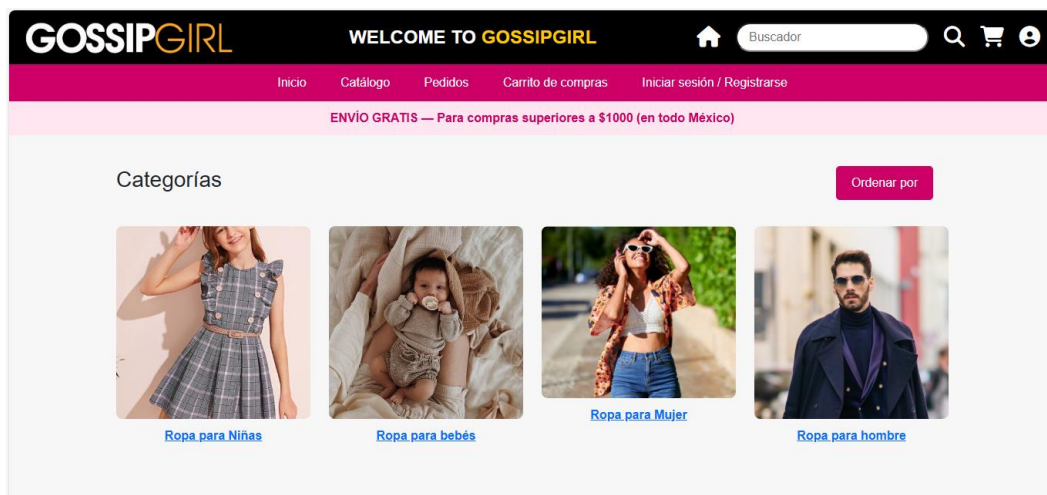 GOSSIPGIRL
WELCOME TO GOSSIPGIRL
Buscador
Inicio Catálogo Pedidos Carrito de compras Iniciar sesión / Registrarse
ENVÍO GRATIS — Para compras superiores a $1000 (en todo México)
Categorías
Ordenar por
Ropa para Niñas
Ropa para bebés
Ropa para Mujer
Ropa para hombre